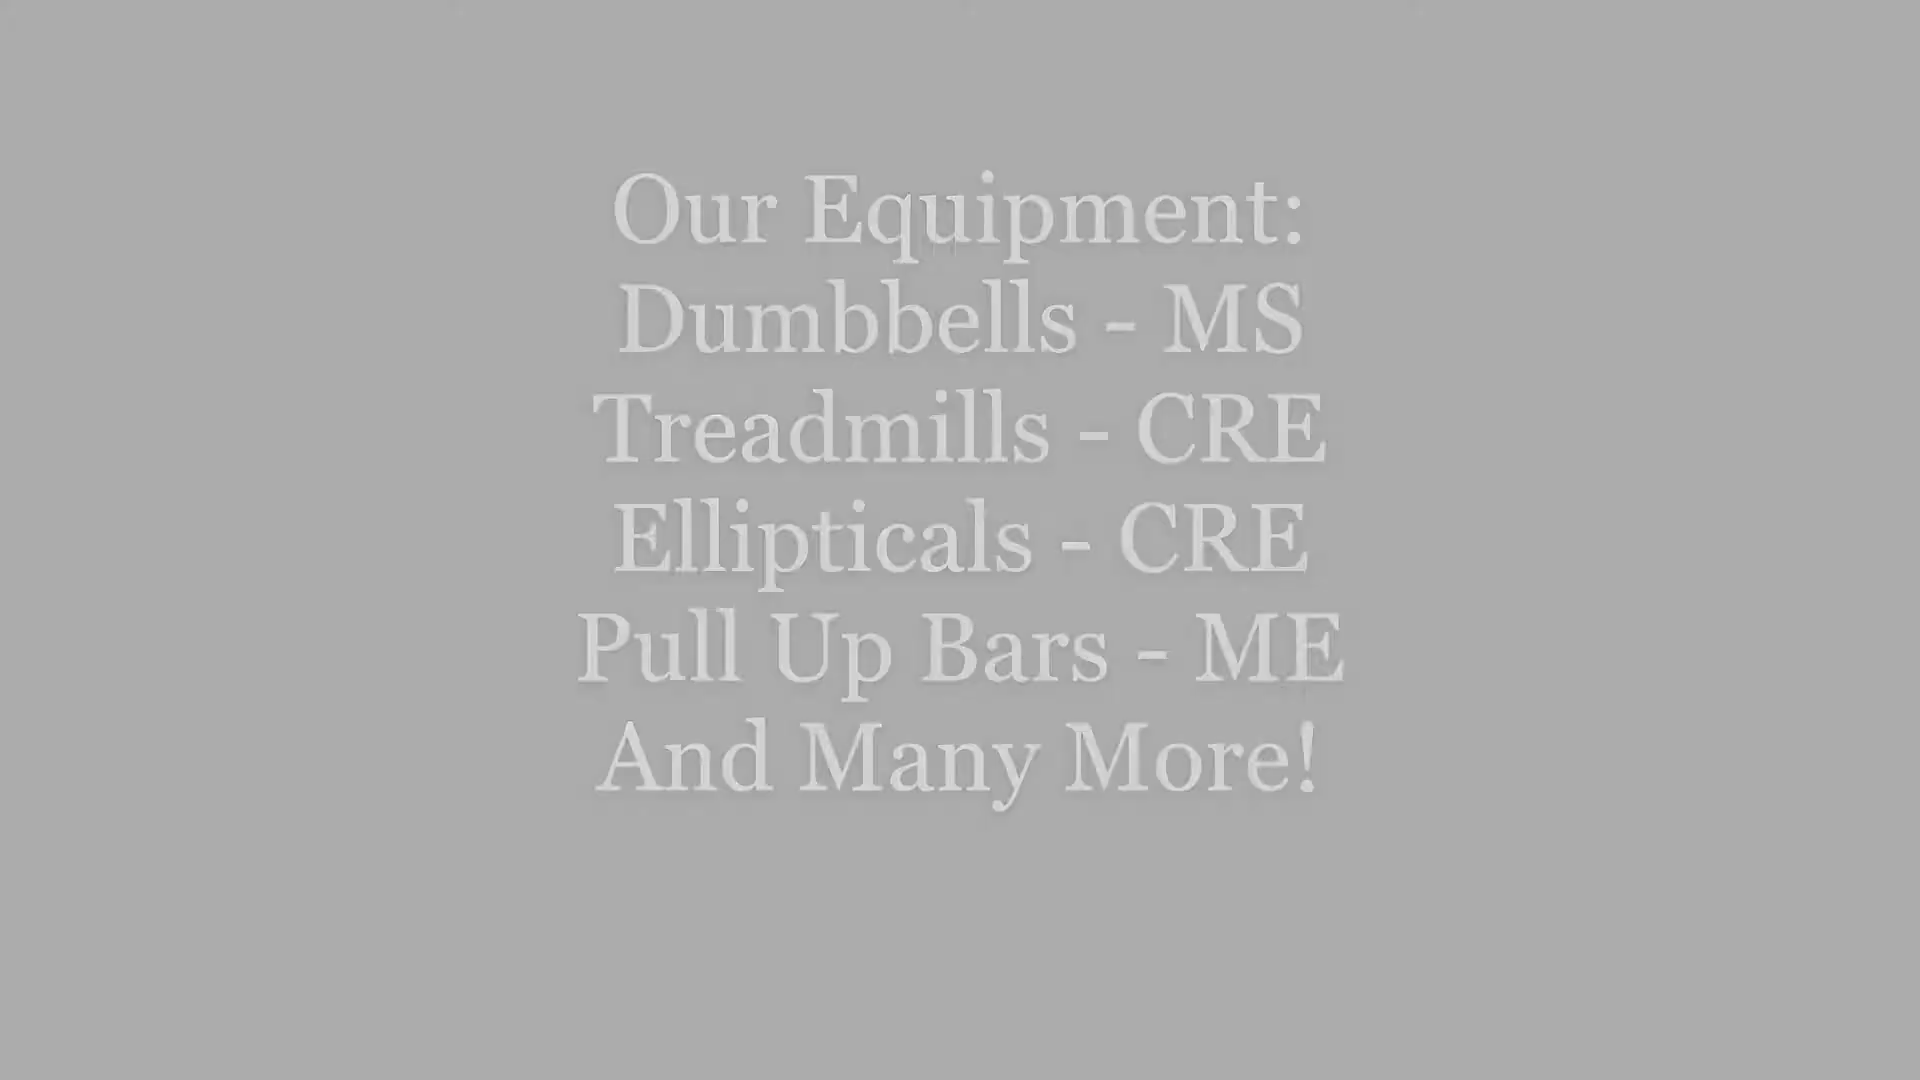 Our Equipment:
Dumbbells - MS
Treadmills - CRE
Ellipticals - CRE
Pull Up Bars - ME
And Many More!